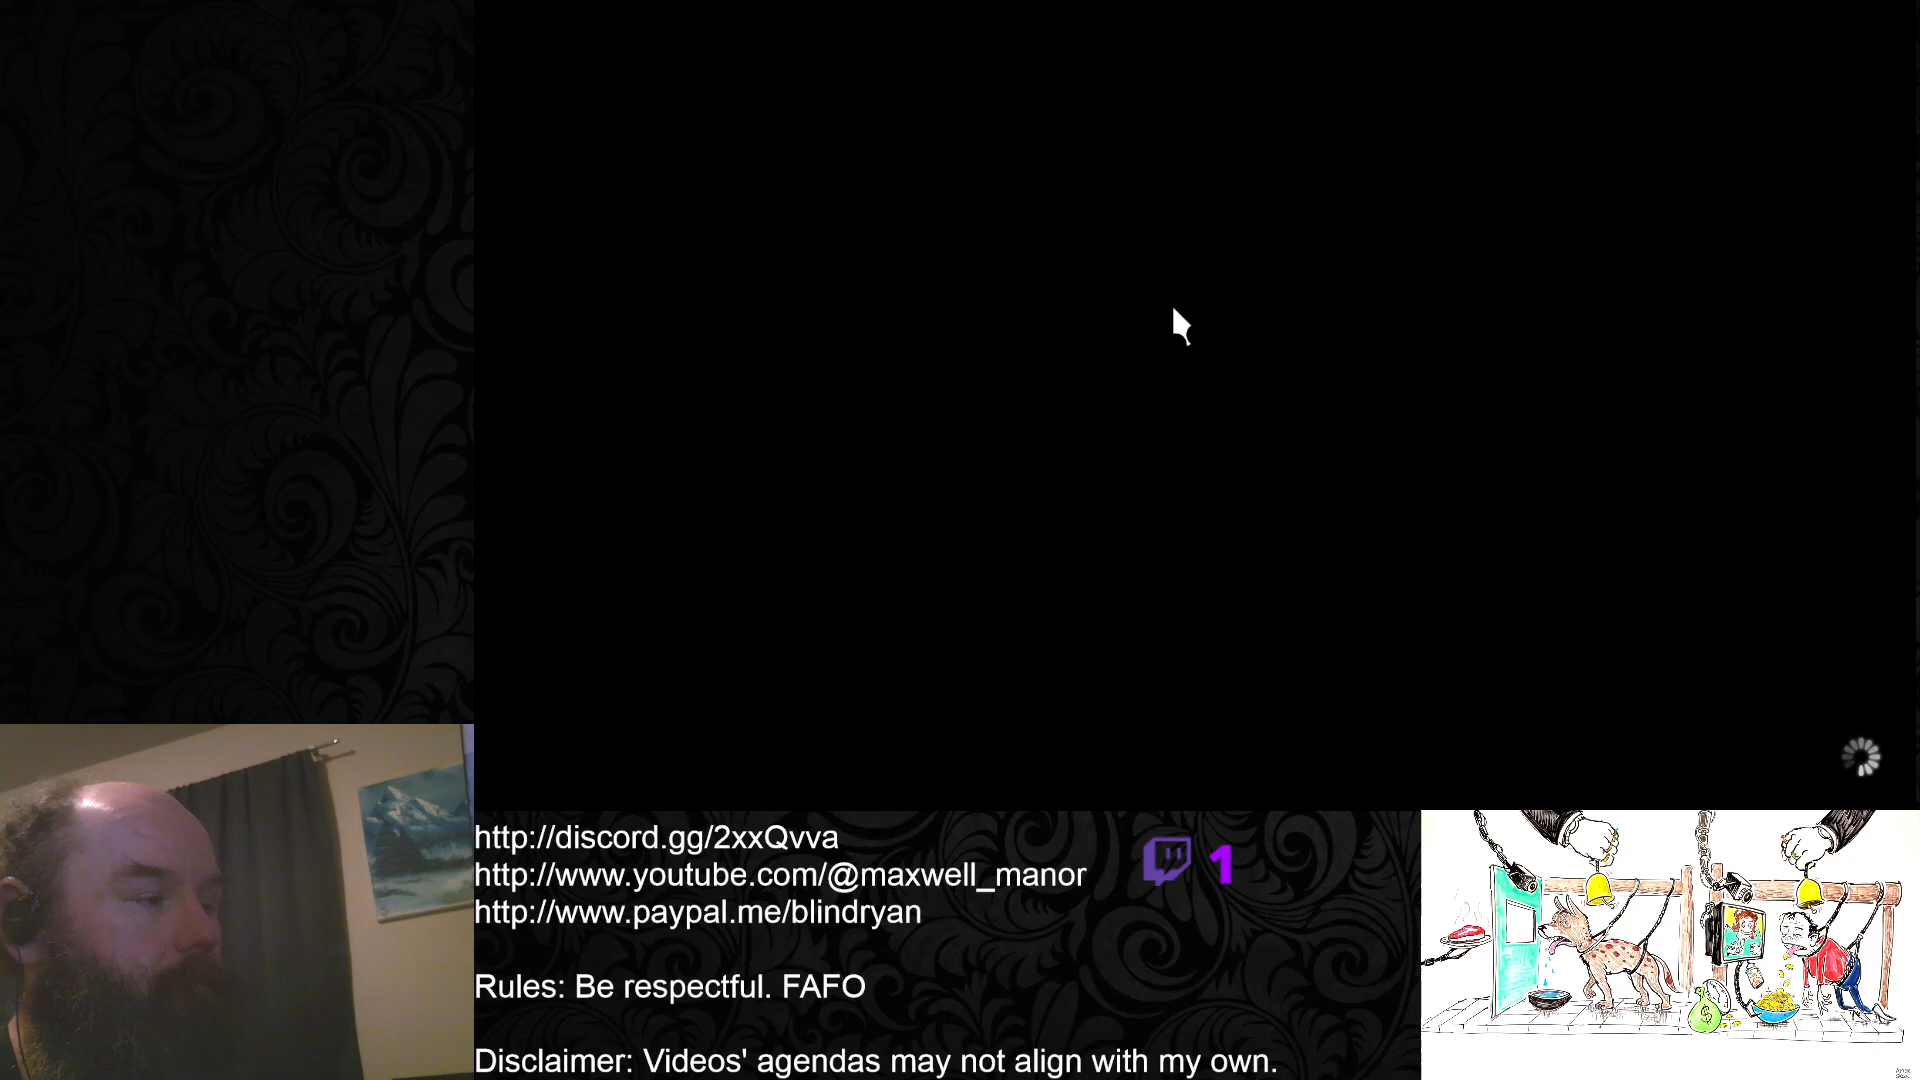 http://discord.gg/2xxQvva
http://www.youtube.com/@maxwell_manor
1
http://www.paypal.me/blindryan
Rules: Be respectful. FAFO
Disclaimer: Videos' agendas may not align with my own.
$